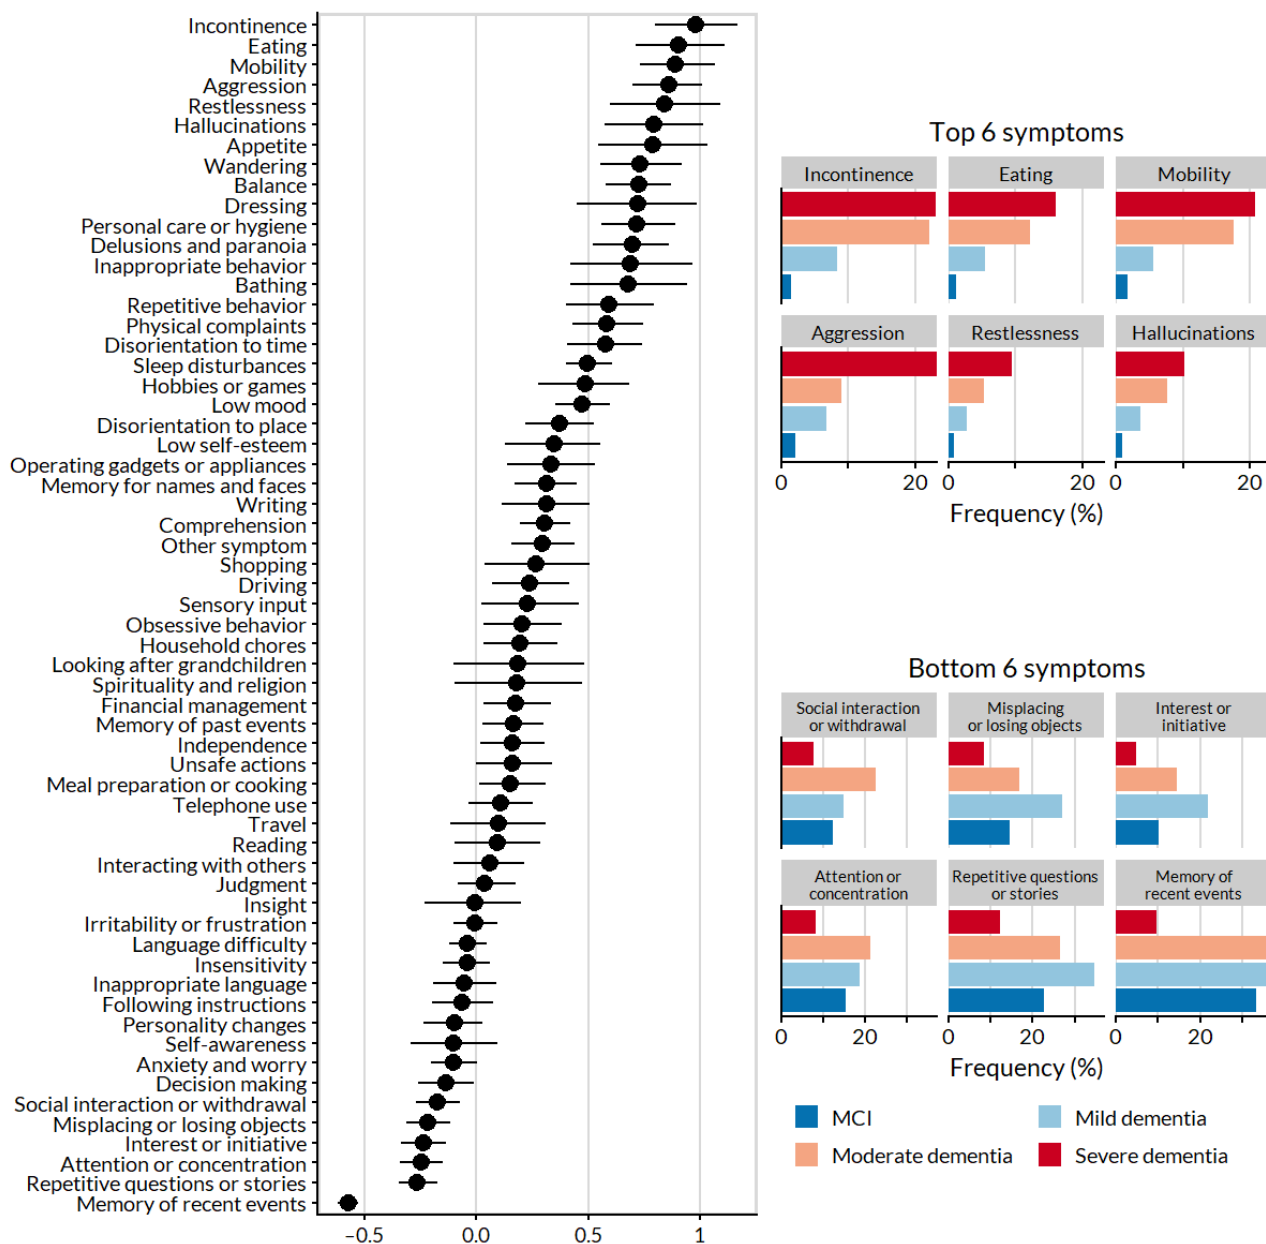 Incontinence
Eating
Mobility
Aggression
Restlessness
Hallucinations
Appetite
Wandering
Balance
Dressing
Personal care or hygiene
Delusions and paranoia
Inappropriate behavior
Bathing
Repetitive behavior
Physical complaints
Disorientation to time
Sleep disturbances
Hobbies or games
Low mood
Disorientation to place
Low self-esteem
Operating gadgets or appliances
Memory for names and faces
Writing
Comprehension
Other symptom
Shopping
Driving
Sensory input
Obsessive behavior
Household chores
Looking after grandchildren
Spirituality and religion
Financial management
Memory of past events
Independence
Unsafe actions
Meal preparation or cooking
Telephone use
Travel
Reading
Interacting with others
Judgment
Insight
Irritability or frustration
Language difficulty
Insensitivity
Inappropriate language
Following instructions
Personality changes
Self-awareness
Anxiety and worry
Decision making
Social interaction or withdrawal
Misplacing or losing objects
Interest or initiative
Attention or concentration
Repetitive questions or stories
Memory of recent events
−0.5 0.0 0.5 1
Top 6 symptoms
Incontinence Eating Mobility
Aggression Restlessness Hallucinations
0 20 0 20 0 20
Frequency (%)
Bottom 6 symptoms
Social interaction
or withdrawal
Misplacing
or losing objects
Interest or
initiative
Attention or
concentration
Repetitive questions
or stories
Memory of
recent events
0 20 0 20 0 20
Frequency (%)
MCI Mild dementia
Moderate dementia Severe dementia